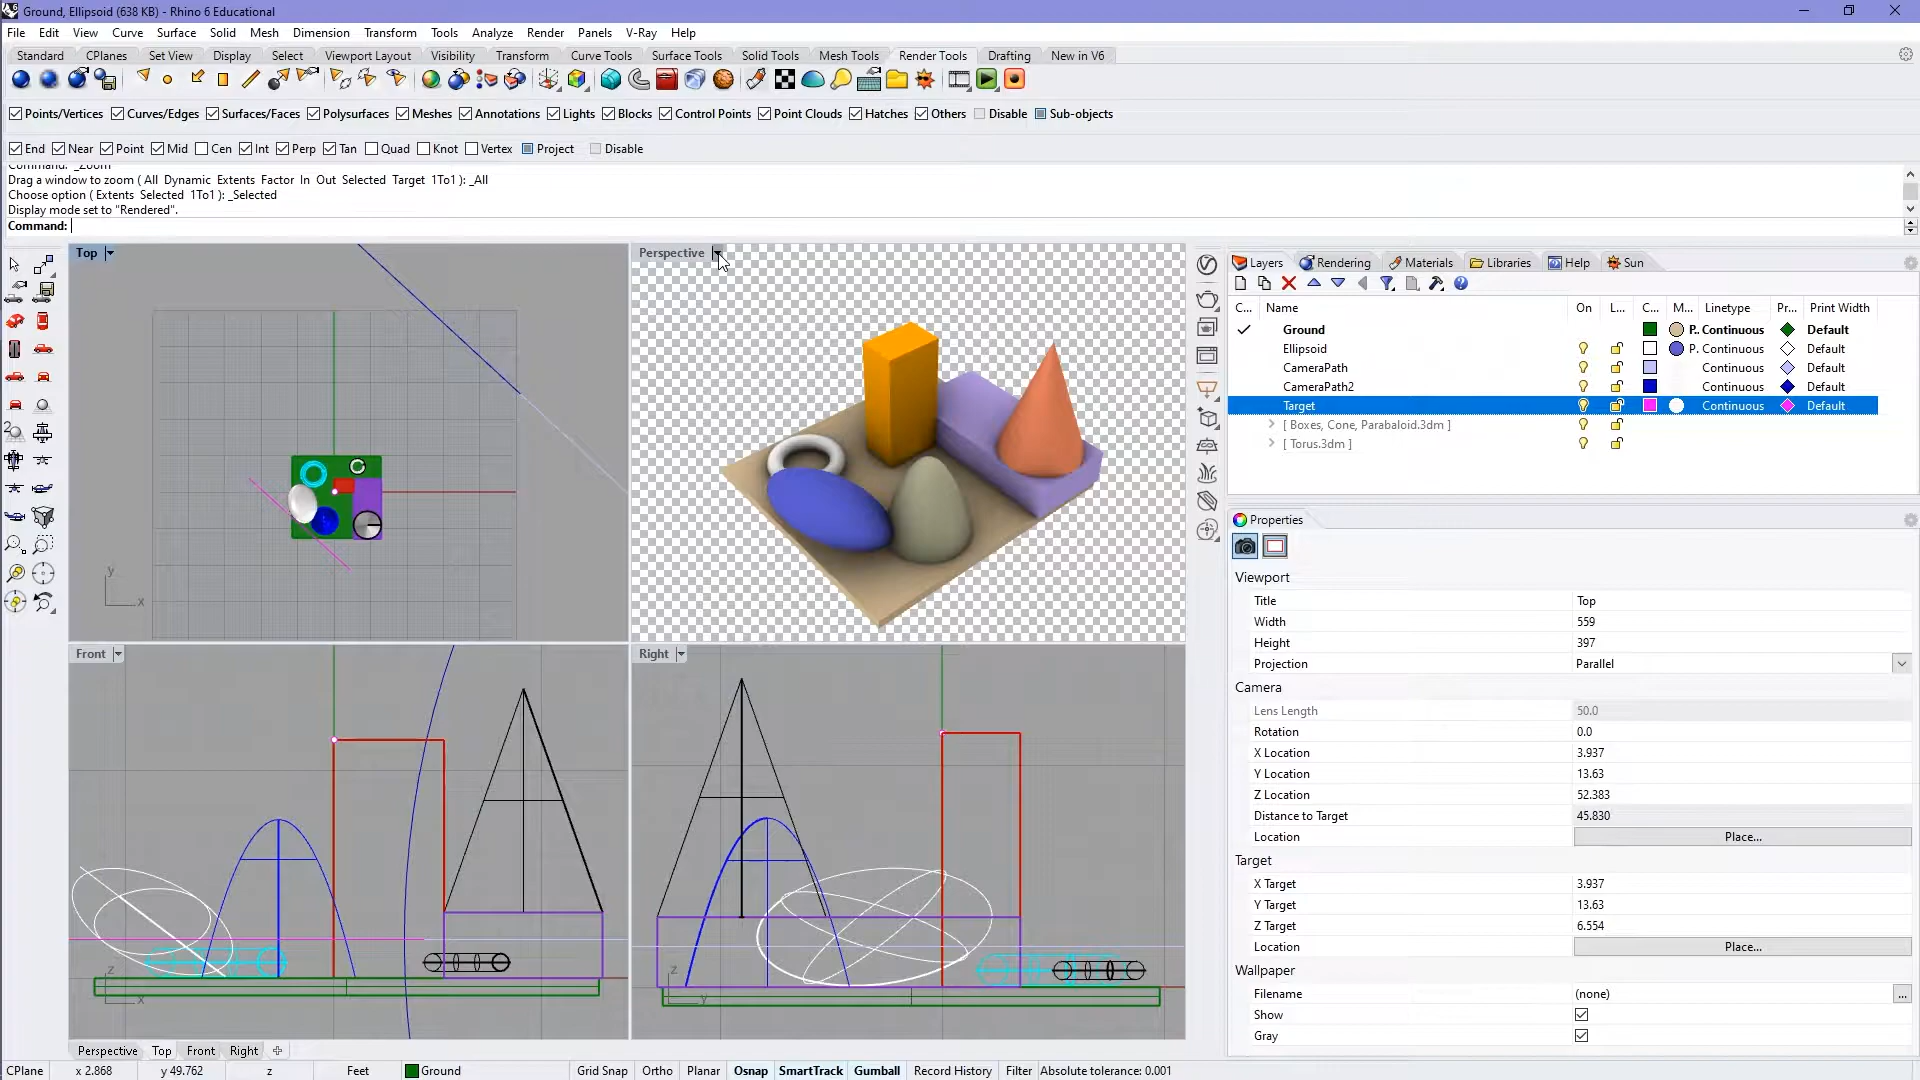 Ground, Ellipsoid (638 KB) - Rhino 6 Educational
File Edit View Curve Surface Solid Mesh Dimension Transform Tools Analyze Render Panels V-Ray Help
Standard CPlanes Set View Display Select Viewport Layout Visibility Transform Curve Tools Surface Tools Solid Tools Mesh Tools Render Tools Drafting New in V6
Points/Vertices Curves/Edges Surfaces/Faces Polysurfaces Meshes Annotations Lights Blocks Control Points Point Clouds Hatches Others Disable Sub-objects
End Near Point Mid Cen Int Perp Tan Quad Knot Vertex Project Disable
Command: _Zoom
Drag a window to zoom ( All Dynamic Extents Factor In Out Selected Target 1To1 ): _All
Choose option ( Extents Selected 1To1 ): _Selected
Display mode set to "Rendered".
Command:
Top
Perspective
y
x
Front
Right
z
x
z
y
Perspective Top Front Right
Layers Rendering Materials Libraries Help Sun
C... Name On L... C... M... Linetype Pr... Print Width
Ground P.. Continuous Default
Ellipsoid P. Continuous Default
CameraPath Continuous Default
CameraPath2 Continuous Default
Target Continuous Default
[ Boxes, Cone, Parabaloid.3dm ]
[ Torus.3dm ]
Properties
Viewport
Title Top
Width 559
Height 397
Projection Parallel
Camera
Lens Length 50.0
Rotation 0.0
X Location 3.937
Y Location 13.63
Z Location 52.383
Distance to Target 45.830
Location Place...
Target
X Target 3.937
Y Target 13.63
Z Target 6.554
Location Place...
Wallpaper
Filename (none) ...
Show
Gray
CPlane x 2.868 y 49.762 z Feet Ground Grid Snap Ortho Planar Osnap SmartTrack Gumball Record History Filter Absolute tolerance: 0.001